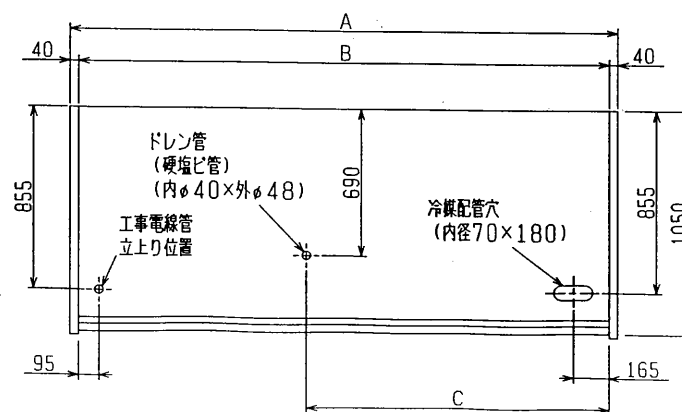 A
40
B
40
ドレン管
(硬塩ビ管)
(内φ40×外φ48)
690
855
工事電線管
立上り位置
冷媒配管穴
(内径70×180)
855
1050
95
165
C